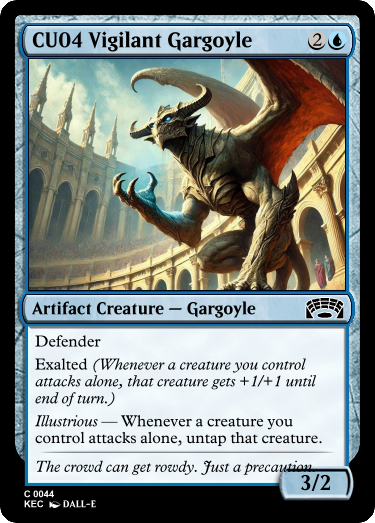 CU04 Vigilant Gargoyle 2
Artifact Creature — Gargoyle
Defender
Exalted (Whenever a creature you control
attacks alone, that creature gets +1/+1 until
end of turn.)
Illustrious — Whenever a creature you
control attacks alone, untap that creature.
The crowd can get rowdy. Just a precaution.
3/2
C 0044
KEC DALL-E